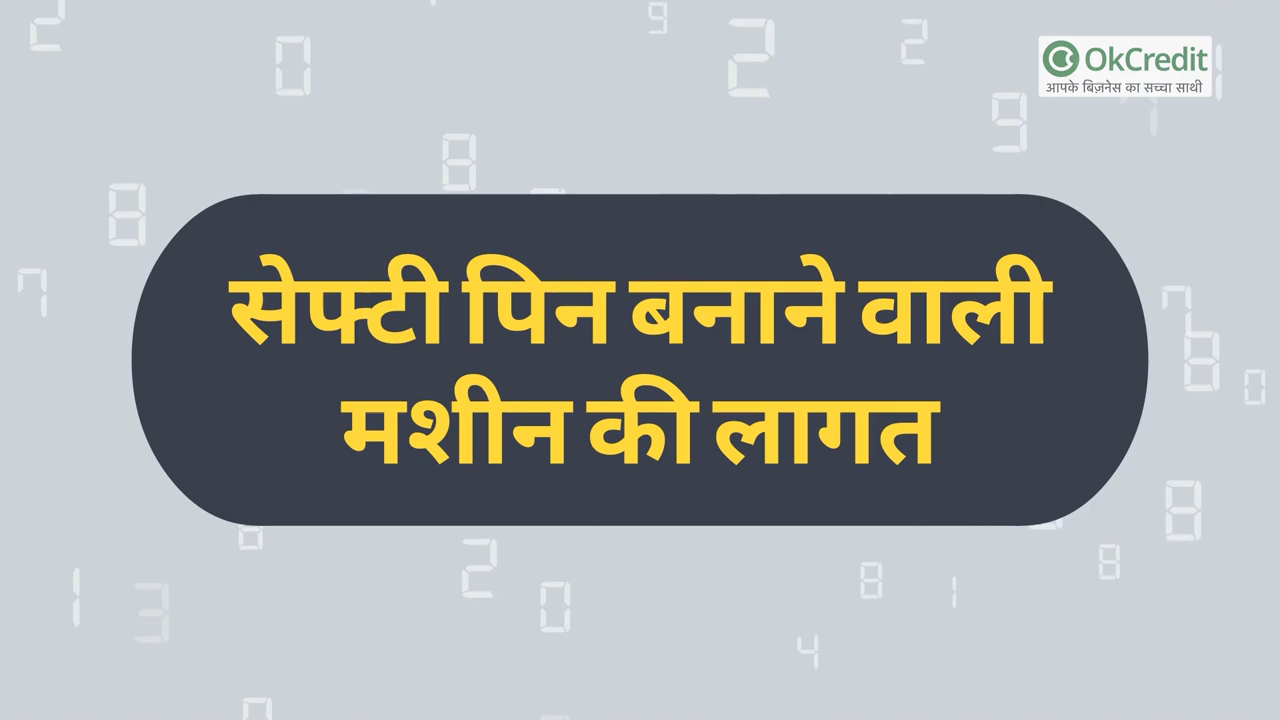 OkCredit
आपके बिज़नेस का सच्चा साथी
सेफ्टी पिन बनाने वाली
मशीन की लागत